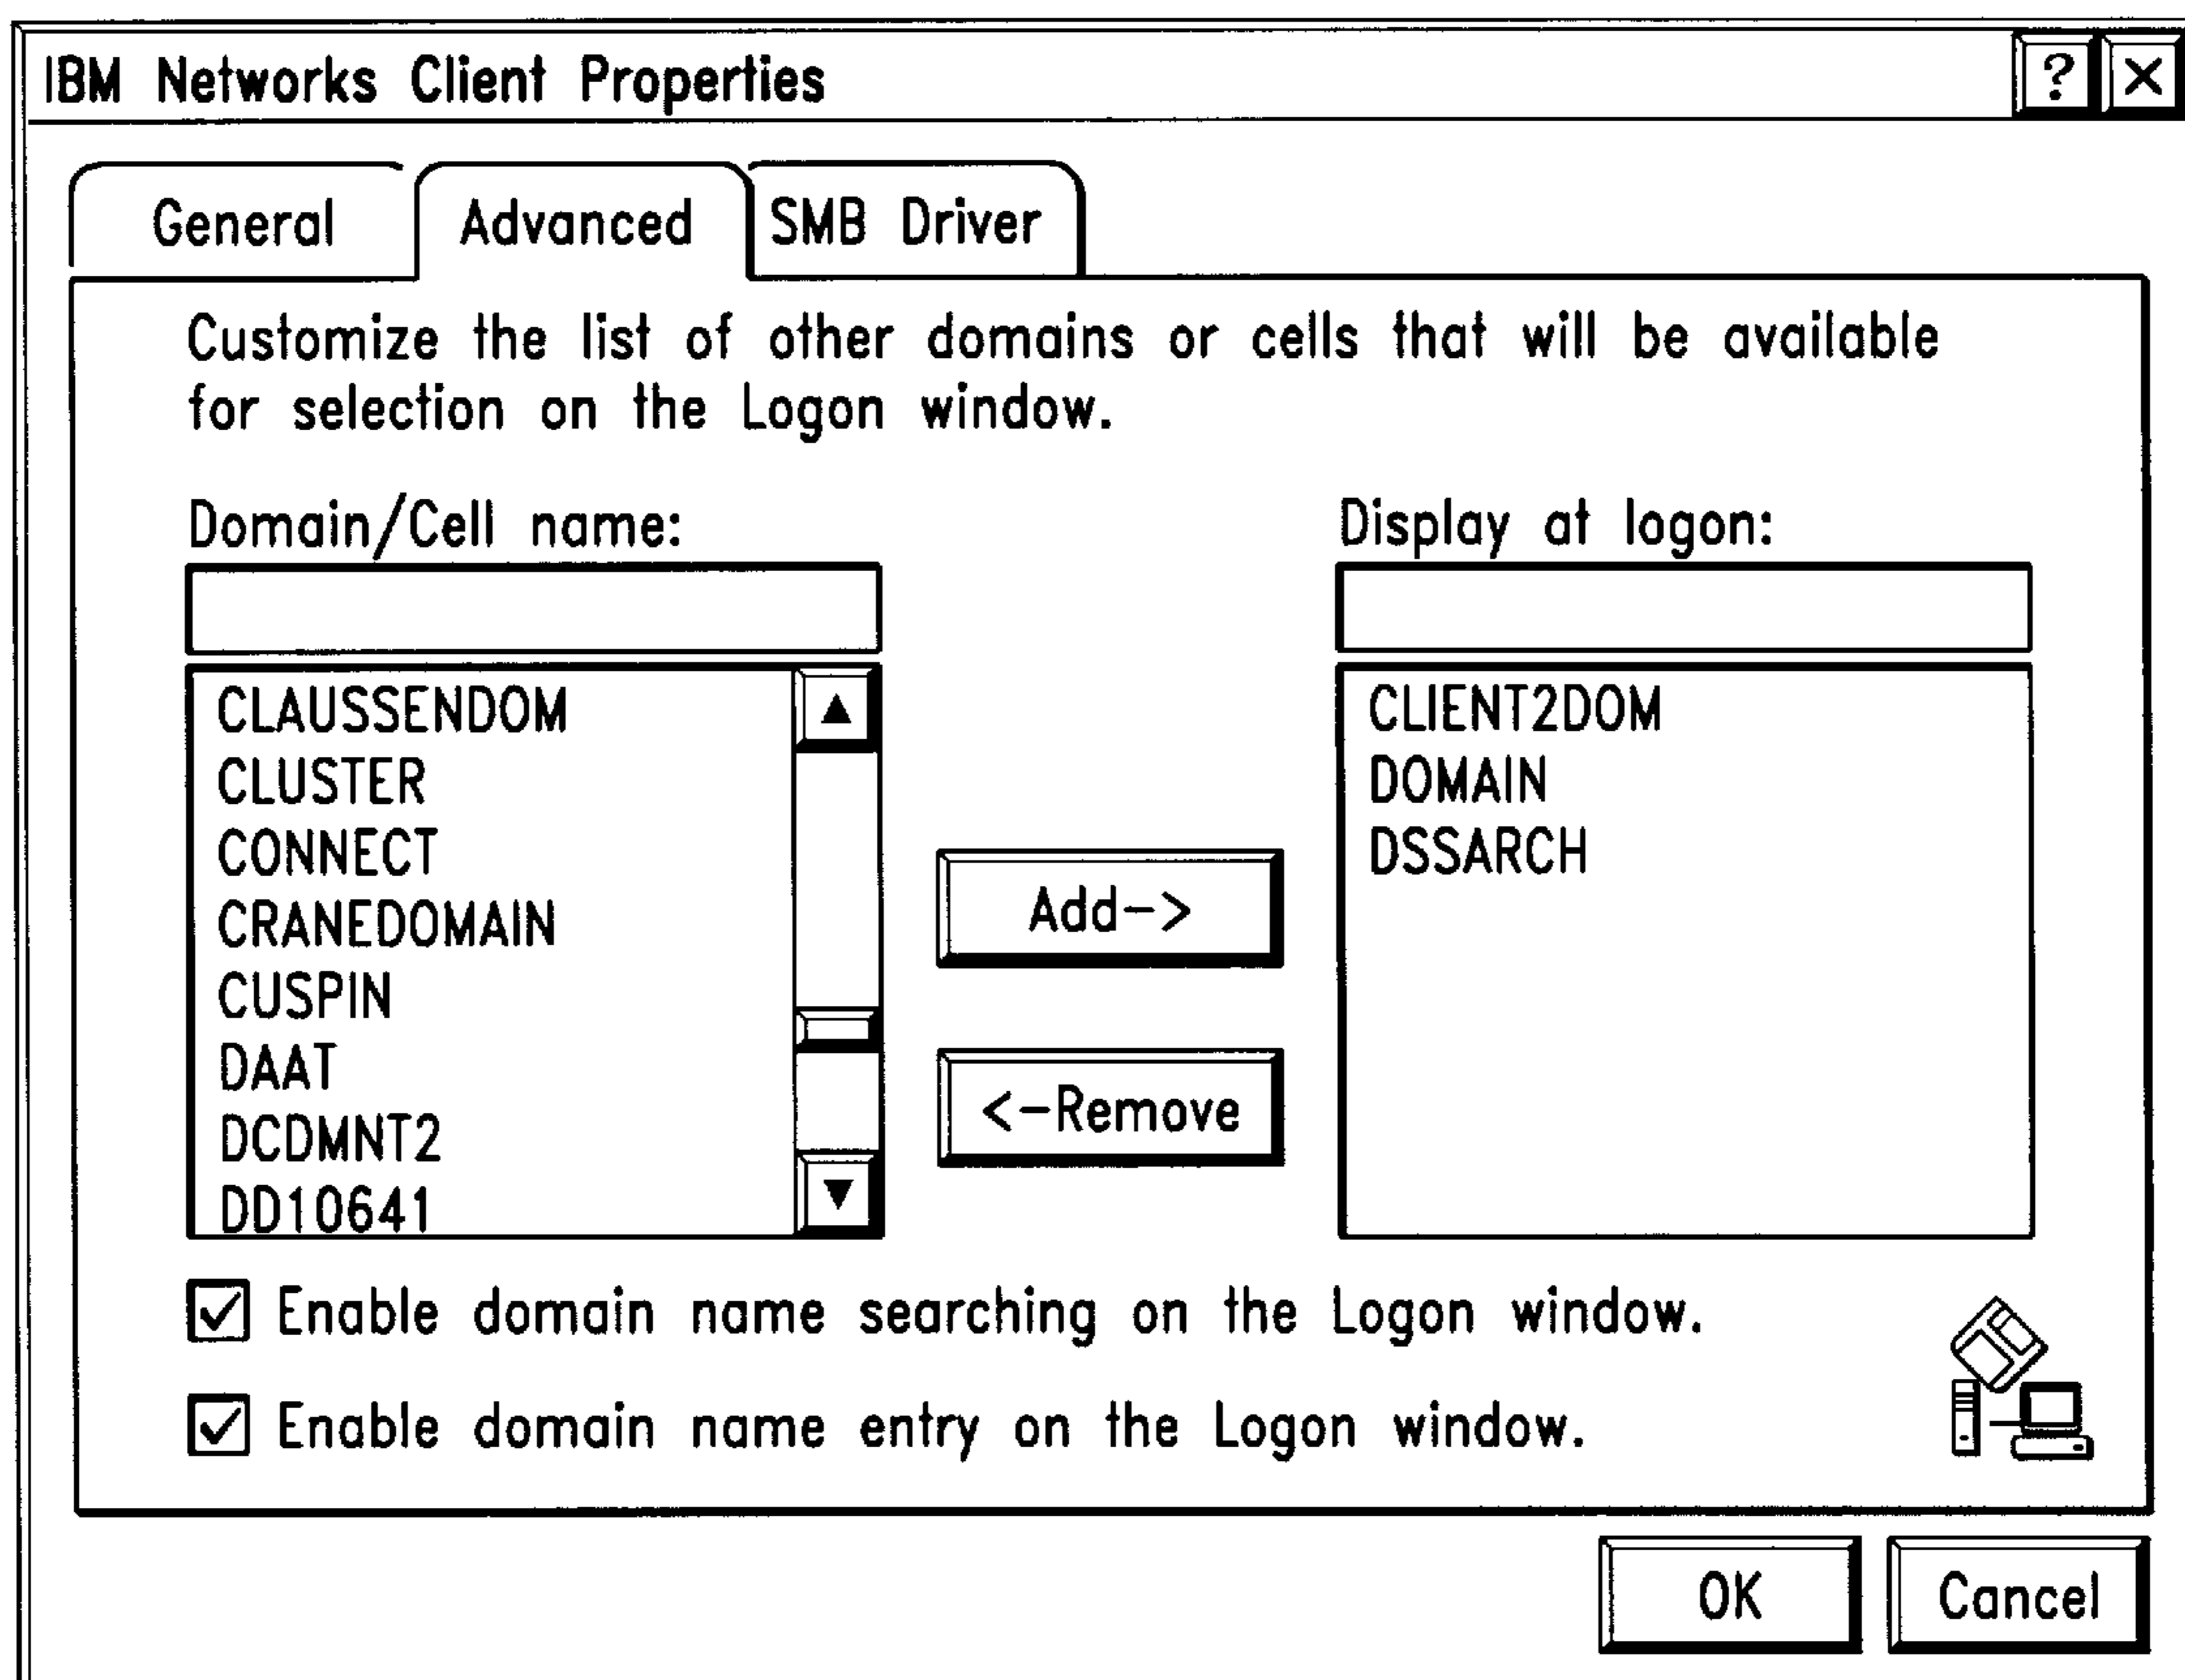 IBM Networks Client Properties
?
×
General
Advanced
SMB Driver
Customize the list of other domains or cells that will be available
for selection on the Logon window.
Domain/Cell name:
CLAUSSENDOM
CLUSTER
CONNECT
CRANEDOMAIN
CUSPIN
DAAT
DCDMNT2
DD10641
Add-->
<-Remove
Display at logon:
CLIENT2DOM
DOMAIN
DSSARCH
Enable domain name searching on the Logon window.
Enable domain name entry on the Logon window.
OK
Cancel